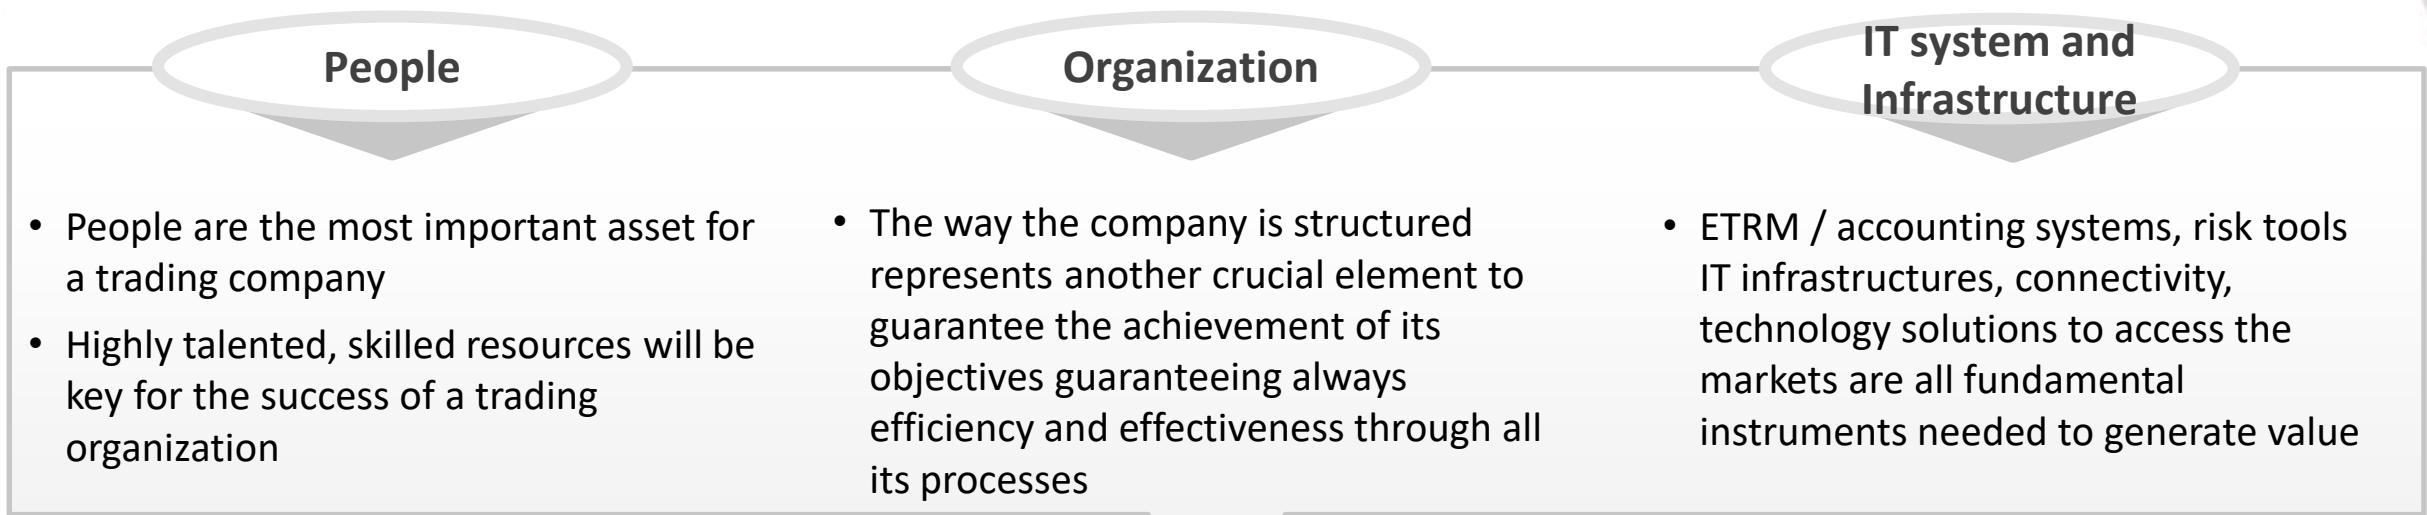 People
• People are the most important asset for
a trading company
• Highly talented, skilled resources will be
key for the success of a trading
organization
Organization
• The way the company is structured
represents another crucial element to
guarantee the achievement of its
objectives guaranteeing always
efficiency and effectiveness through all
its processes
IT system and
Infrastructure
• ETRM / accounting systems, risk tools
IT infrastructures, connectivity,
technology solutions to access the
markets are all fundamental
instruments needed to generate value